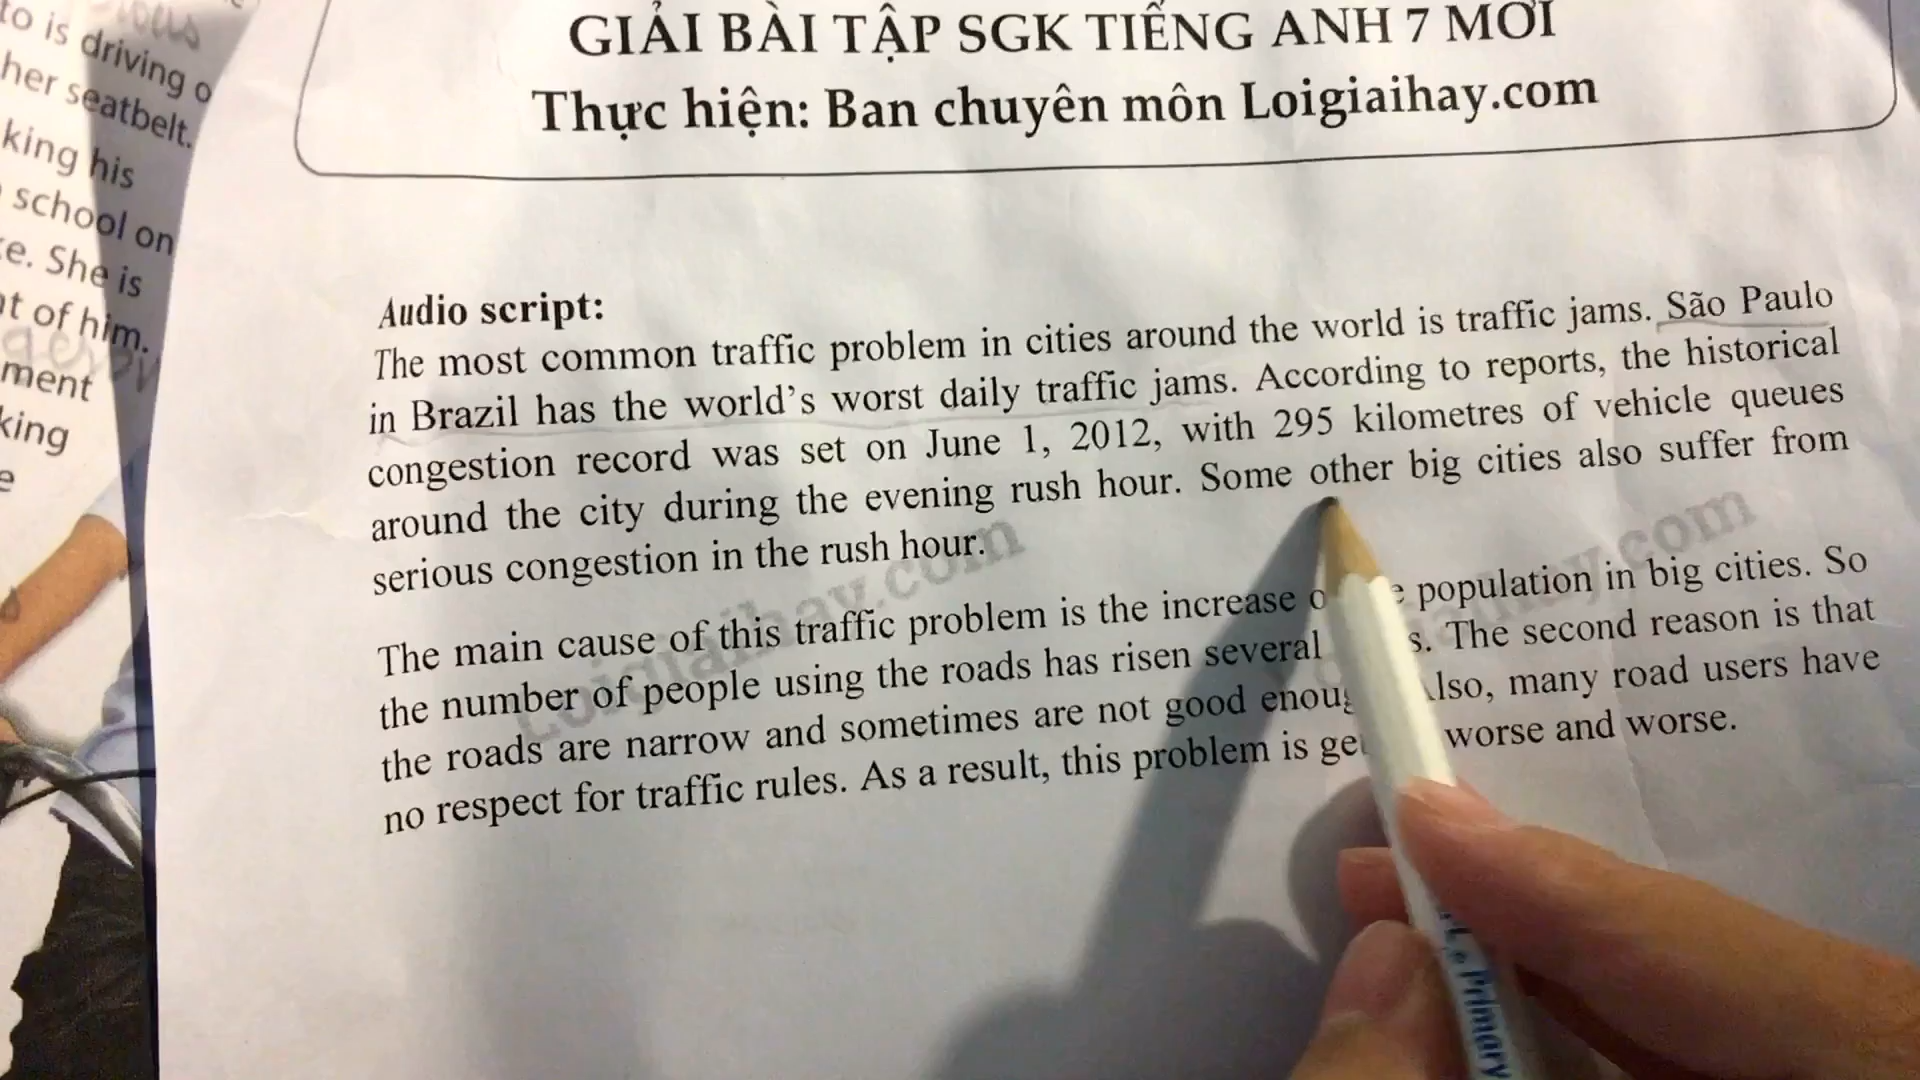 to is driving
her seatbelt.
king his
school on
e. She is
t of him.
ment
king
e
GIẢI BÀI TẬP SGK TIẾNG ANH 7 MỚI
Thực hiện: Ban chuyên môn Loigiaihay.com
Audio script:
The most common traffic problem in cities around the world is traffic jams. São Paulo
in Brazil has the world's worst daily traffic jams. According to reports, the historical
congestion record was set on June 1, 2012, with 295 kilometres of vehicle queues
around the city during the evening rush hour. Some other big cities also suffer from
serious congestion in the rush hour.
The main cause of this traffic problem is the increase population in big cities. So
the number of people using the roads has risen several The second reason is that
the roads are narrow and sometimes are not good many road users have
no respect for traffic rules. As a result, this problem is worse and worse.
Loigiaihay.com
Loigiaihay.com
Primary